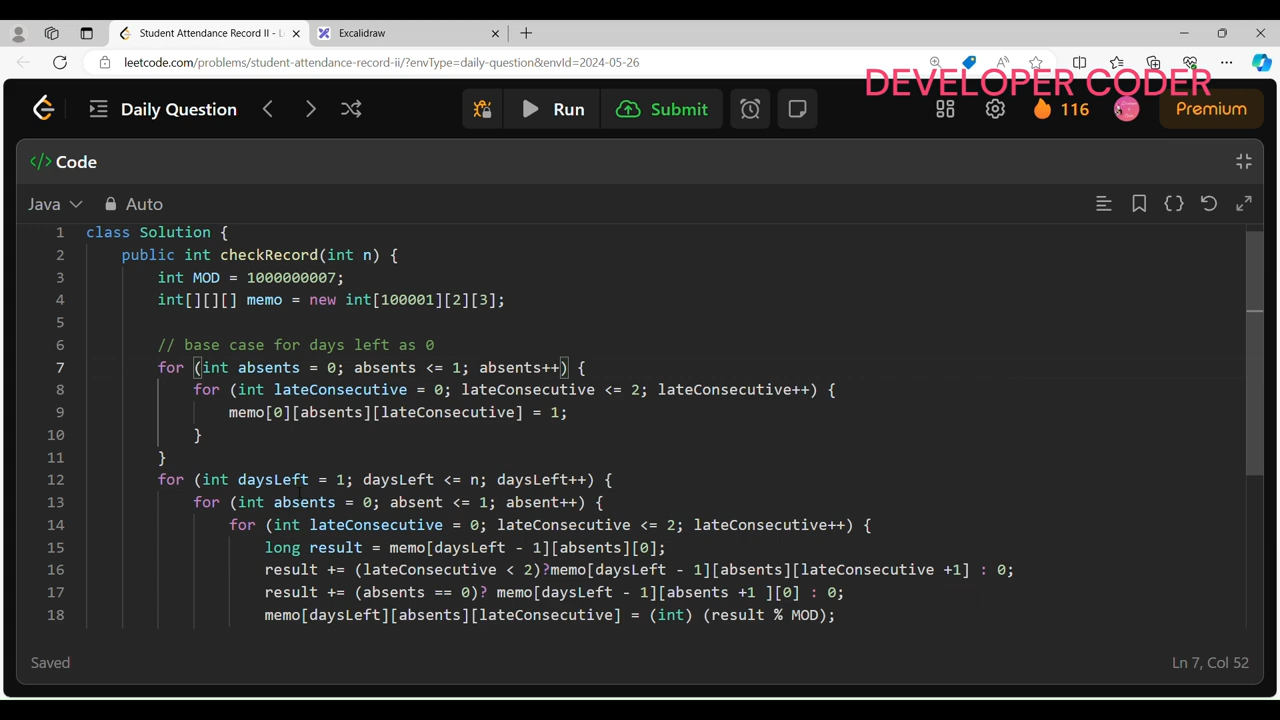 Student Attendance Record II - L
Excalidraw
leetcode.com/problems/student-attendance-record-ii/?envType=daily-question&envId=2024-05-26
DEVELOPER CODER
Daily Question
Run
Submit
116
Premium
</> Code
Java
Auto
1 class Solution {
2 public int checkRecord(int n) {
3 int MOD = 1000000007;
4 int[][][] memo = new int[100001][2][3];
5
6 // base case for days left as 0
7 for (int absents = 0; absents <= 1; absents++) {
8 for (int lateConsecutive = 0; lateConsecutive <= 2; lateConsecutive++) {
9 memo[0][absents][lateConsecutive] = 1;
10 }
11 }
12 for (int daysLeft = 1; daysLeft <= n; daysLeft++) {
13 for (int absents = 0; absent <= 1; absent++) {
14 for (int lateConsecutive = 0; lateConsecutive <= 2; lateConsecutive++) {
15 long result = memo[daysLeft - 1][absents][0];
16 result += (lateConsecutive < 2)?memo[daysLeft - 1][absents][lateConsecutive +1] : 0;
17 result += (absents == 0)? memo[daysLeft - 1][absents +1 ][0] : 0;
18 memo[daysLeft][absents][lateConsecutive] = (int) (result % MOD);
Saved
Ln 7, Col 52